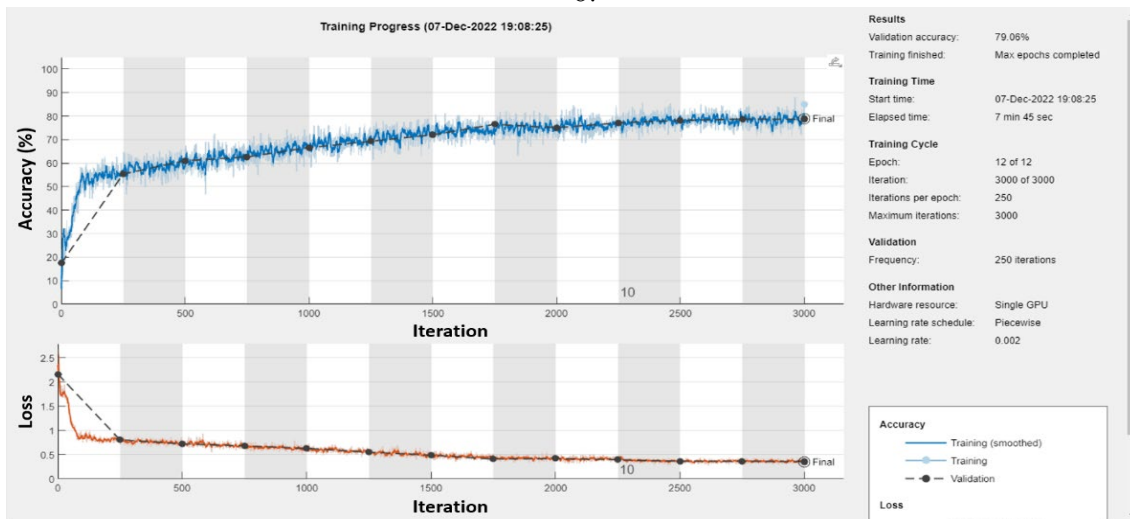 Training Progress (07-Dec-2022 19:08:25)
Accuracy (%)
100
90
80
70
60
50
40
30
20
10
0
Final
10
0 500 1000 1500 2000 2500 3000
Iteration
Loss
2.5
2
1.5
1
0.5
0
Final
10
0 500 1000 1500 2000 2500 3000
Iteration
Results
Validation accuracy: 79.06%
Training finished: Max epochs completed
Training Time
Start time: 07-Dec-2022 19:08:25
Elapsed time: 7 min 45 sec
Training Cycle
Epoch: 12 of 12
Iteration: 3000 of 3000
Iterations per epoch: 250
Maximum iterations: 3000
Validation
Frequency: 250 iterations
Other Information
Hardware resource: Single GPU
Learning rate schedule: Piecewise
Learning rate: 0.002
Accuracy
Training (smoothed)
Training
Validation
Loss